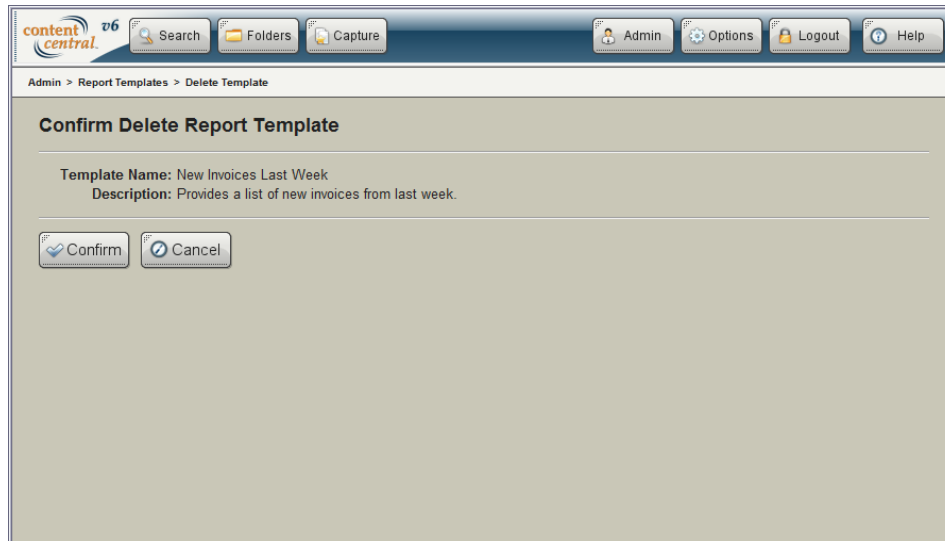 content central. v6 Search Folders Capture Admin Options Logout Help
Admin > Report Templates > Delete Template
Confirm Delete Report Template
Template Name: New Invoices Last Week
Description: Provides a list of new invoices from last week.
Confirm Cancel